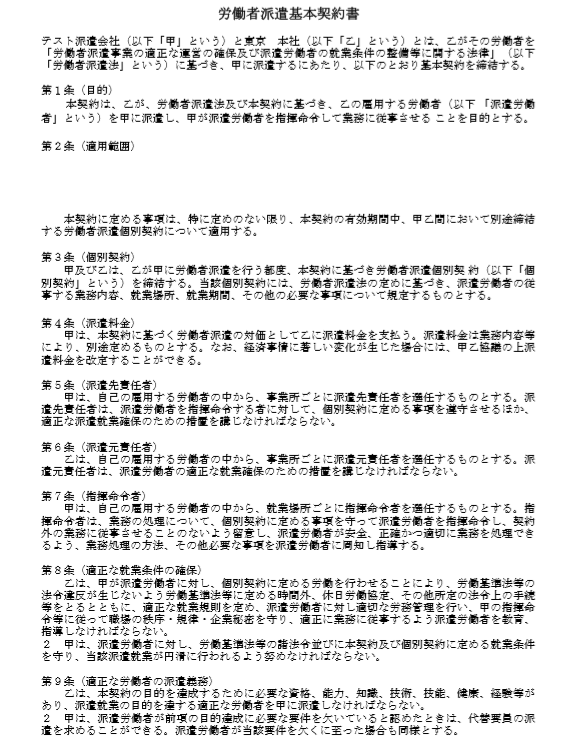 労働者派遣基本契約書
テスト派遣会社（以下「甲」という）と東京　本社（以下「乙」という）とは、乙がその労働者を
「労働者派遣事業の適正な運営の確保及び派遣労働者の就業条件の整備等に関する法律」（以下
「労働者派遣法」という）に基づき、甲に派遣するにあたり、以下のとおり基本契約を締結する。
第１条（目的）
本契約は、乙が、労働者派遣法及び本契約に基づき、乙の雇用する労働者（以下 「派遣労働
者」という）を甲に派遣し、甲が派遣労働者を指揮命令して業務に従事させる ことを目的とする。
第２条（適用範囲）
本契約に定める事項は、特に定めのない限り、本契約の有効期間中、甲乙間において別途締結
する労働者派遣個別契約について適用する。
第３条（個別契約）
甲及び乙は、乙が甲に労働者派遣を行う都度、本契約に基づき労働者派遣個別契 約（以下「個
別契約」という）を締結する。当該個別契約には、労働者派遣法の定めに基づき、派遣労働者の従
事する業務内容、就業場所、就業期間、その他の必要な事項について規定するものとする。
第４条（派遣料金）
甲は、本契約に基づく労働者派遣の対価として乙に派遣料金を支払う。派遣料金は業務内容等
により、別途定めるものとする。なお、経済事情に著しい変化が生じた場合には、甲乙協議の上派
遣料金を改定することができる。
第５条（派遣先責任者）
甲は、自己の雇用する労働者の中から、事業所ごとに派遣先責任者を選任するものとする。派
遣先責任者は、派遣労働者を指揮命令する者に対して、個別契約に定める事項を遵守させるほか、
適正な派遣就業確保のための措置を講じなければならない。
第６条（派遣元責任者）
乙は、自己の雇用する労働者の中から、事業所ごとに派遣元責任者を選任するものとする。派
遣元責任者は、派遣労働者の適正な就業確保のための措置を講じなければならない。
第７条（指揮命令者）
甲は、自己の雇用する労働者の中から、就業場所ごとに指揮命令者を選任するものとする。指
揮命令者は、業務の処理について、個別契約に定める事項を守って派遣労働者を指揮命令し、契約
外の業務に従事させることのないよう留意し、派遣労働者が安全、正確かつ適切に業務を処理でき
るよう、業務処理の方法、その他必要な事項を派遣労働者に周知し指導する。
第８条（適正な就業条件の確保）
乙は、甲が派遣労働者に対し、個別契約に定める労働を行わせることにより、労働基準法等の
法令違反が生じないよう労働基準法等に定める時間外、休日労働協定、その他所定の法令上の手続
等をとるとともに、適正な就業規則を定め、派遣労働者に対し適切な労務管理を行い、甲の指揮命
令等に従って職場の秩序・規律・企業秘密を守り、適正に業務に従事するよう派遣労働者を教育、
指導しなければならない。
２　甲は、派遣労働者に対し、労働基準法等の諸法令並びに本契約及び個別契約に定める就業条件
を守り、当該派遣就業が円滑に行われるよう努めなければならない。
第９条（適正な労働者の派遣義務）
乙は、本契約の目的を達成するために必要な資格、能力、知識、技術、技能、健康、経験等が
あり、派遣就業の目的を達する適正な労働者を甲に派遣しなければならない。
２　甲は、派遣労働者が前項の目的達成に必要な要件を欠いていると認めたときは、代替要員の派
遣を求めることができる。派遣労働者が当該要件を欠くに至った場合も同様とする。